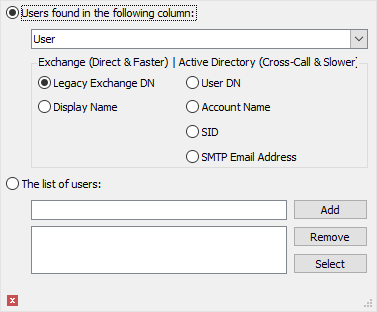 Users found in the following column:
User
Exchange (Direct & Faster) | Active Directory (Cross-Call & Slower)
Legacy Exchange DN
User DN
Display Name
Account Name
SID
SMTP Email Address
The list of users:
Add
Remove
Select